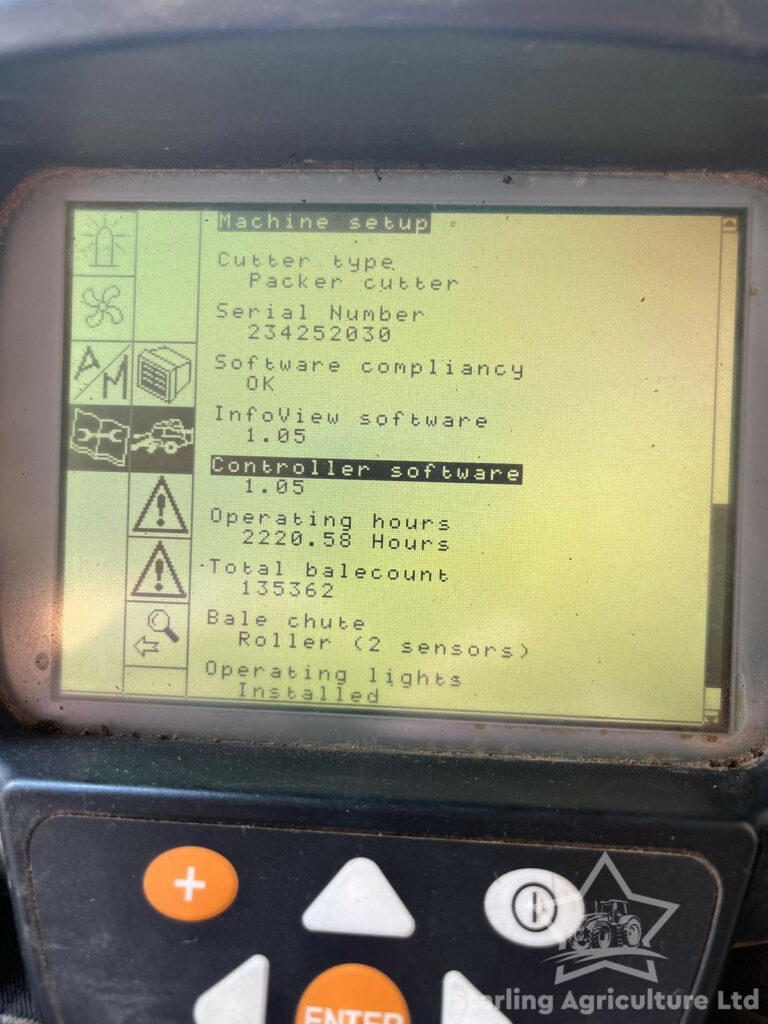 Machine setup
Cutter type
Packer cutter
Serial Number
234252030
Software compliancy
OK
InfoView software
1.05
Controller software
1.05
Operating hours
2220.58 Hours
Total balecount
135362
Bale chute
Roller (2 sensors)
Operating lights
Installed
A/M
+
ENTER
Starling Agriculture Ltd